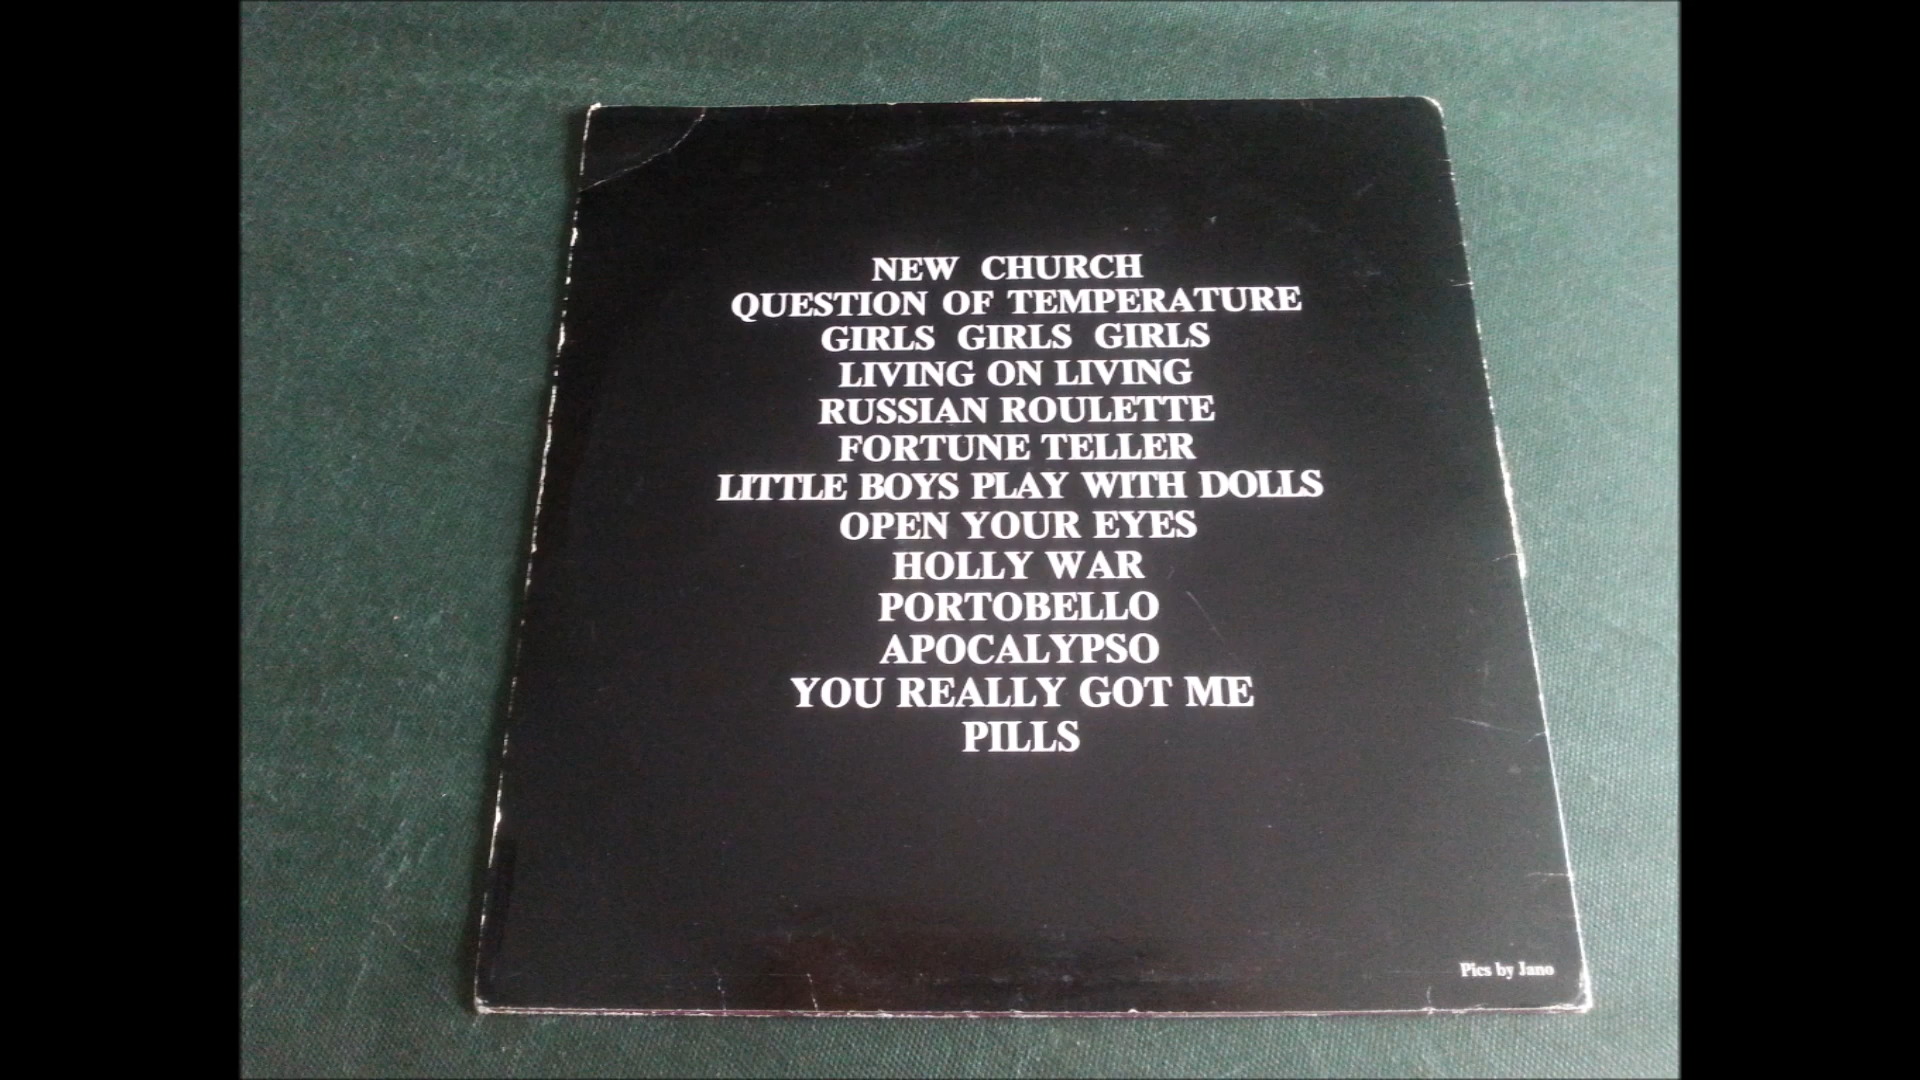 NEW CHURCH
QUESTION OF TEMPERATURE
GIRLS GIRLS GIRLS
LIVING ON LIVING
RUSSIAN ROULETTE
FORTUNE TELLER
LITTLE BOYS PLAY WITH DOLLS
OPEN YOUR EYES
HOLLY WAR
PORTOBELLO
APOCALYPSO
YOU REALLY GOT ME
PILLS
Pics by Jano